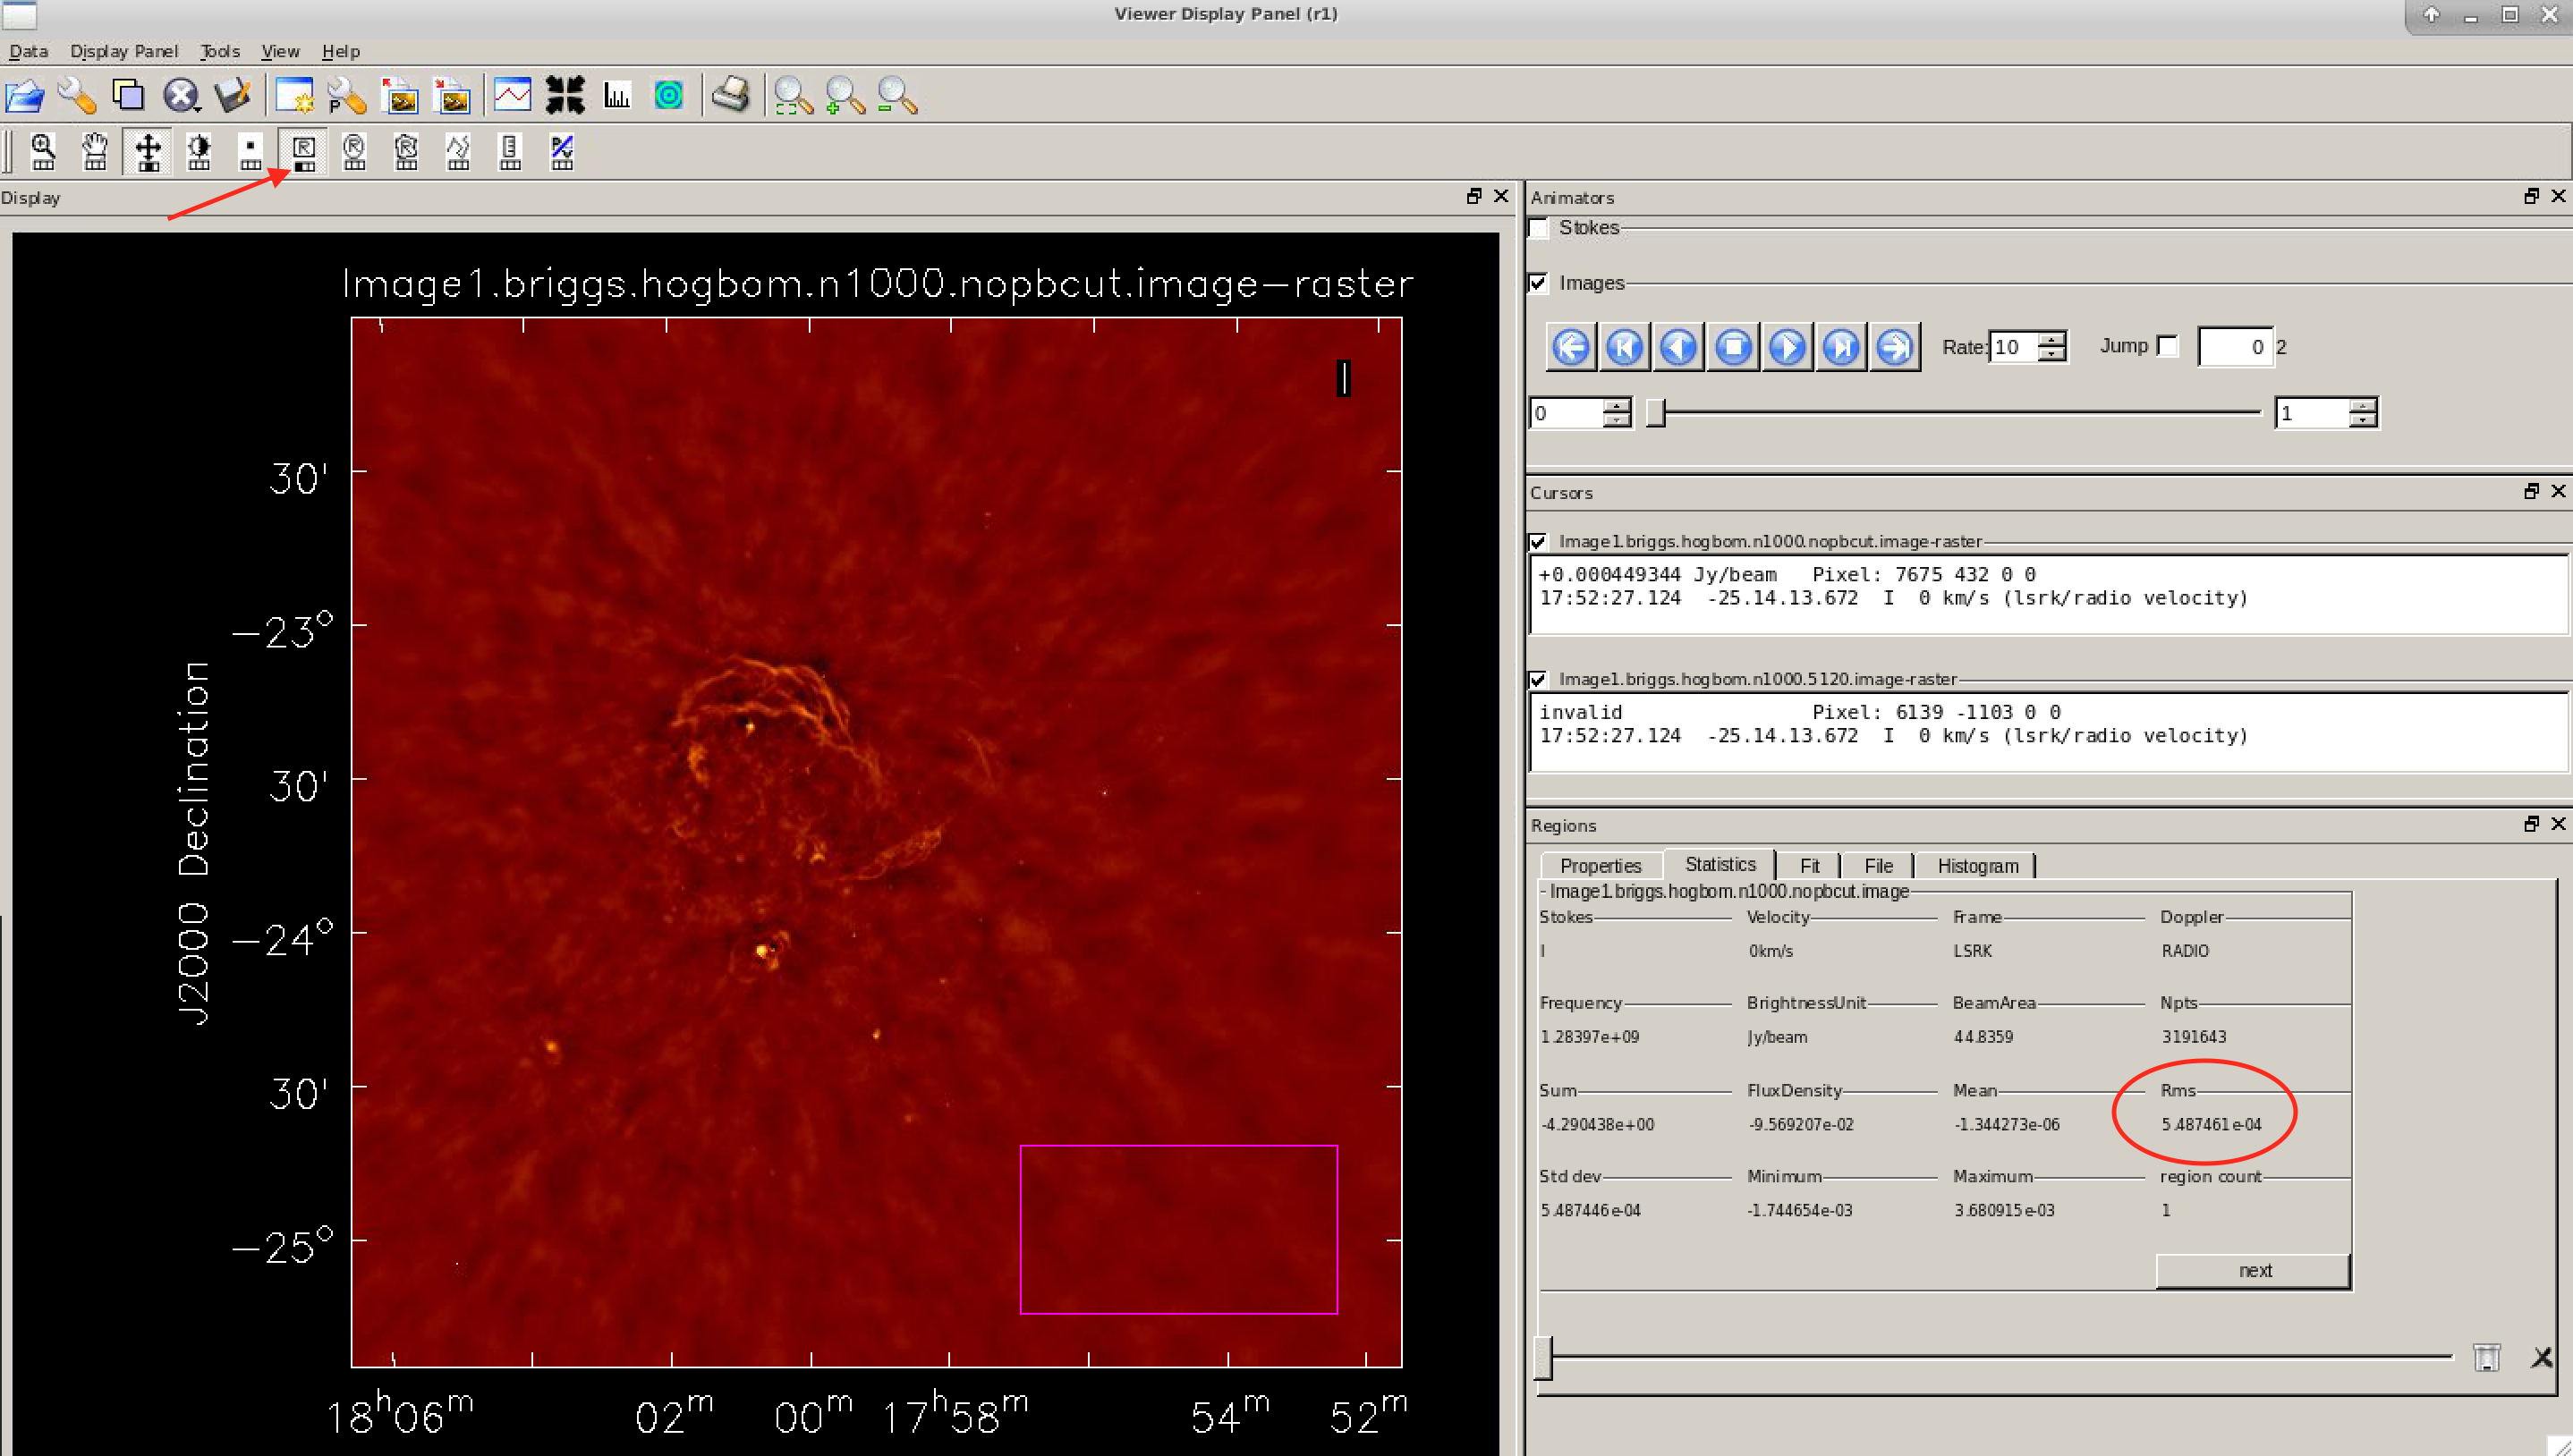 Viewer Display Panel (r1)
Data Display Panel Tools View Help
P
R R R P/V
Display
Image1.briggs.hogbom.n1000.nopbcut.image-raster
I
30'
-23°
30'
-24°
30'
-25°
J2000 Declination
18h06m 02m 00m 17h58m 54m 52m
Animators
Stokes
Images
Rate: 10 Jump 0 2
0 1
Cursors
Image1.briggs.hogbom.n1000.nopbcut.image-raster
+0.000449344 Jy/beam Pixel: 7675 432 0 0
17:52:27.124 -25.14.13.672 I 0 km/s (lsrk/radio velocity)
Image1.briggs.hogbom.n1000.5120.image-raster
invalid Pixel: 6139 -1103 0 0
17:52:27.124 -25.14.13.672 I 0 km/s (lsrk/radio velocity)
Regions
Properties Statistics Fit File Histogram
Image1.briggs.hogbom.n1000.nopbcut.image
Stokes Velocity Frame Doppler
I 0km/s LSRK RADIO
Frequency BrightnessUnit BeamArea Npts
1.28397e+09 Jy/beam 44.8359 3191643
Sum FluxDensity Mean Rms
-4.290438e+00 -9.569207e-02 -1.344273e-06 5.487461e-04
Std dev Minimum Maximum region count
5.487446e-04 -1.744654e-03 3.680915e-03 1
next